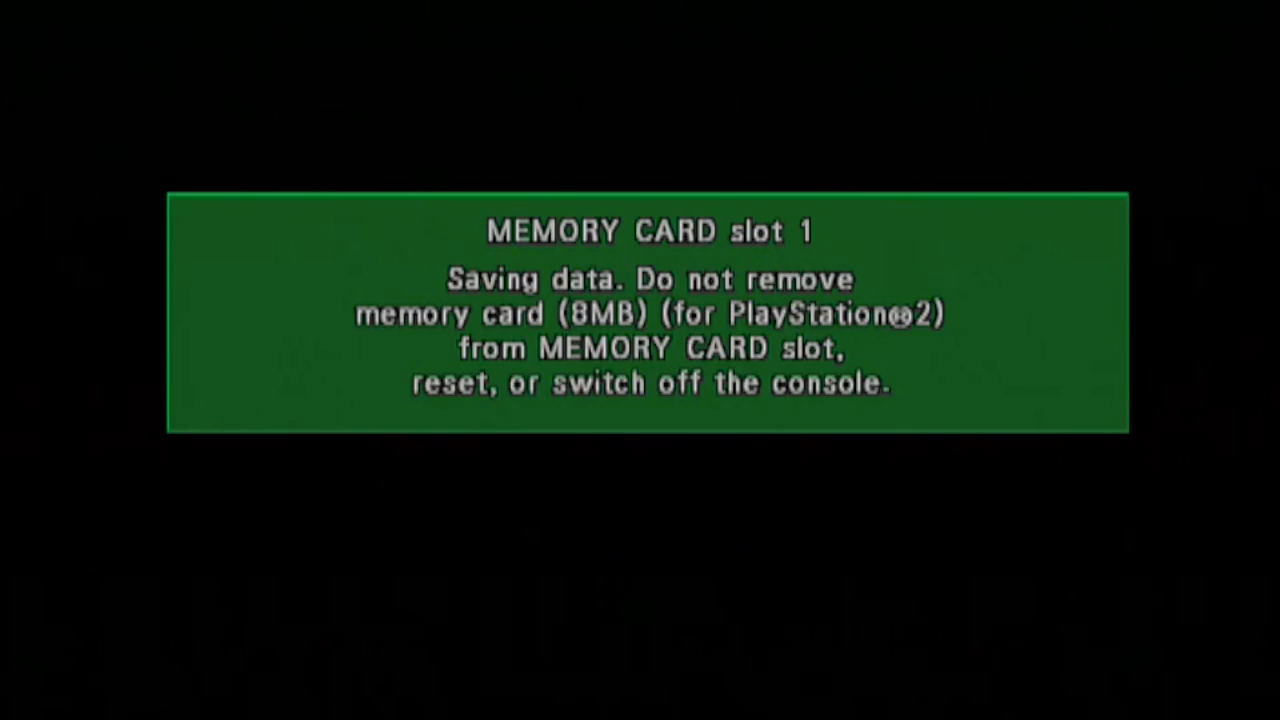 MEMORY CARD slot 1
Saving data. Do not remove
memory card (8MB) (for PlayStation®2)
from MEMORY CARD slot,
reset, or switch off the console.